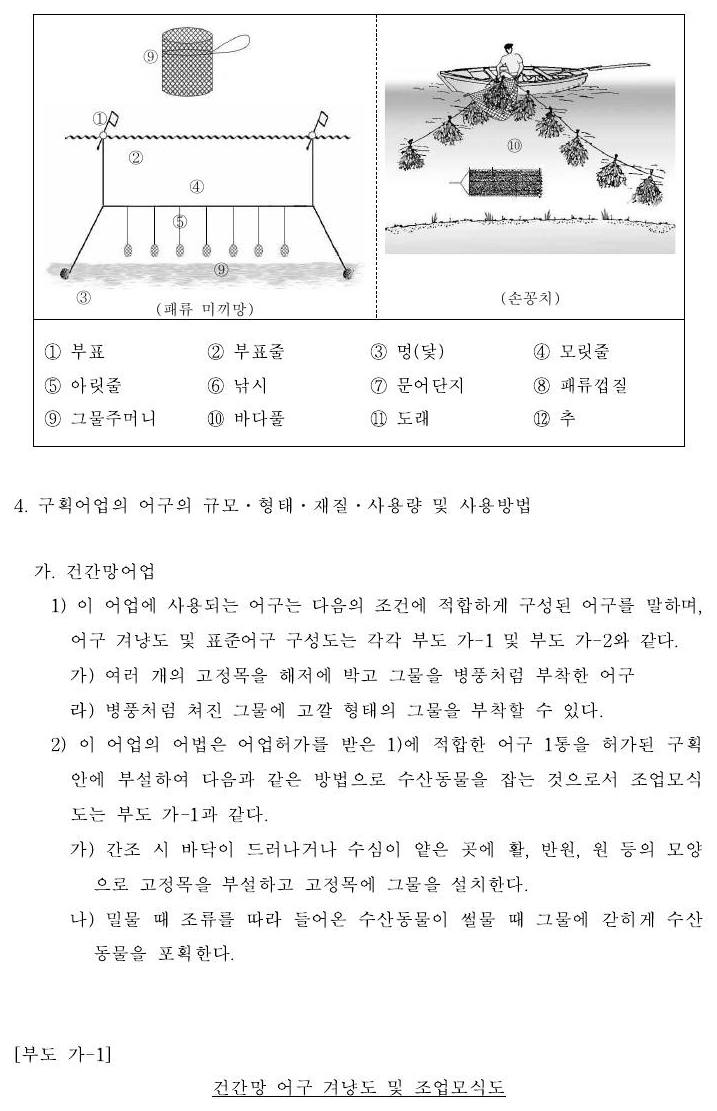 ⑨
①
②
④
⑤
⑨
③
(패류 미끼망)
⑩
(손꽁치)
① 부표 ② 부표줄 ③ 멍(닻) ④ 모릿줄
⑤ 아릿줄 ⑥ 낚시 ⑦ 문어단지 ⑧ 패류껍질
⑨ 그물주머니 ⑩ 바다풀 ⑪ 도래 ⑫ 추
4. 구획어업의 어구의 규모·형태·재질·사용량 및 사용방법
가. 건간망어업
1) 이 어업에 사용되는 어구는 다음의 조건에 적합하게 구성된 어구를 말하며,
어구 겨냥도 및 표준어구 구성도는 각각 부도 가-1 및 부도 가-2와 같다.
가) 여러 개의 고정목을 해저에 박고 그물을 병풍처럼 부착한 어구
라) 병풍처럼 쳐진 그물에 고깔 형태의 그물을 부착할 수 있다.
2) 이 어업의 어법은 어업허가를 받은 1)에 적합한 어구 1통을 허가된 구획
안에 부설하여 다음과 같은 방법으로 수산동물을 잡는 것으로서 조업모식
도는 부도 가-1과 같다.
가) 간조 시 바닥이 드러나거나 수심이 얕은 곳에 활, 반원, 원 등의 모양
으로 고정목을 부설하고 고정목에 그물을 설치한다.
나) 밀물 때 조류를 따라 들어온 수산동물이 썰물 때 그물에 갇히게 수산
동물을 포획한다.
[부도 가-1]
건간망 어구 겨냥도 및 조업모식도